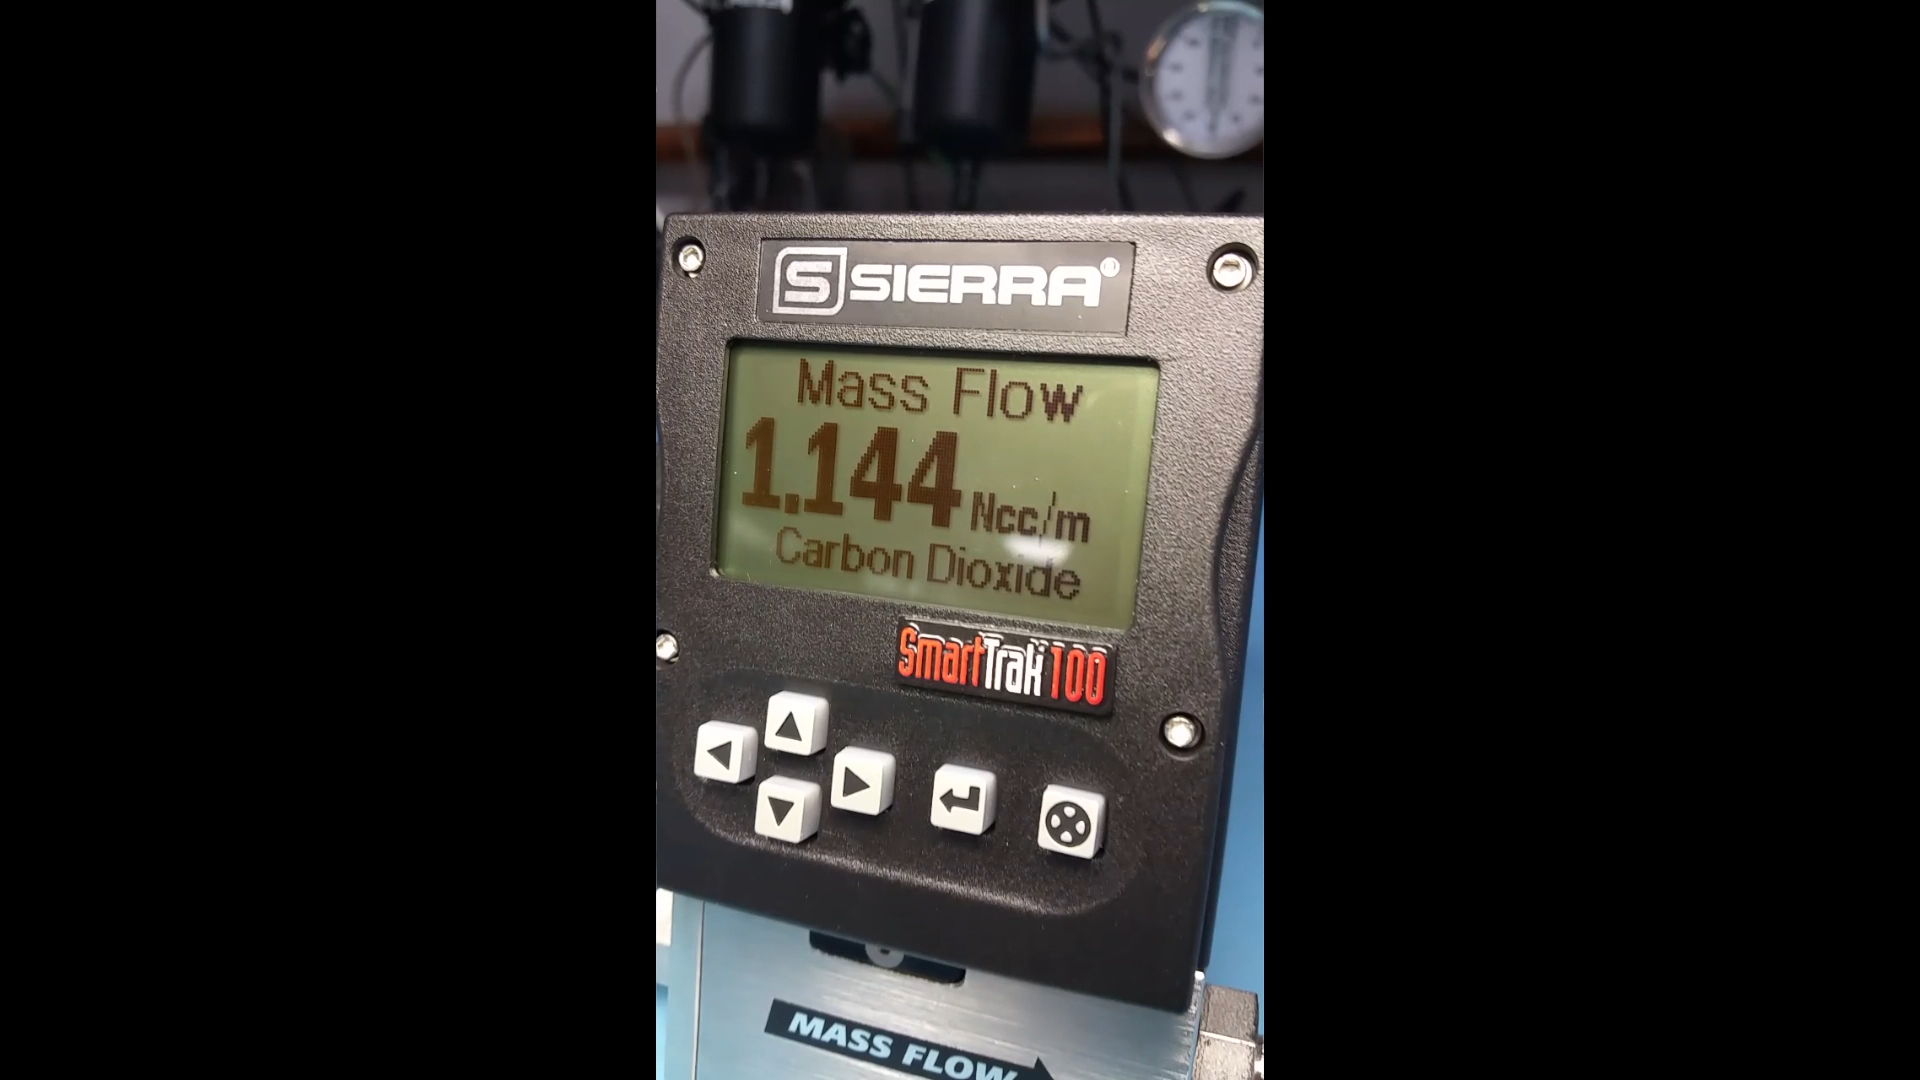 S SIERRA®
Mass Flow
1.144 Ncc/m
Carbon Dioxide
SmartTrak 100
MASS FLOW